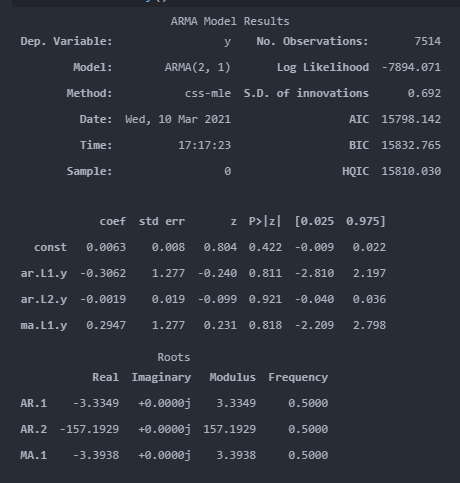 ARMA Model Results
Dep. Variable: y No. Observations: 7514
Model: ARMA(2, 1) Log Likelihood -7894.071
Method: css-mle S.D. of innovations 0.692
Date: Wed, 10 Mar 2021 AIC 15798.142
Time: 17:17:23 BIC 15832.765
Sample: 0 HQIC 15810.030
coef std err z P>|z| [0.025 0.975]
const 0.0063 0.008 0.804 0.422 -0.009 0.022
ar.L1.y -0.3062 1.277 -0.240 0.811 -2.810 2.197
ar.L2.y -0.0019 0.019 -0.099 0.921 -0.040 0.036
ma.L1.y 0.2947 1.277 0.231 0.818 -2.209 2.798
Roots
Real Imaginary Modulus Frequency
AR.1 -3.3349 +0.0000j 3.3349 0.5000
AR.2 -157.1929 +0.0000j 157.1929 0.5000
MA.1 -3.3938 +0.0000j 3.3938 0.5000